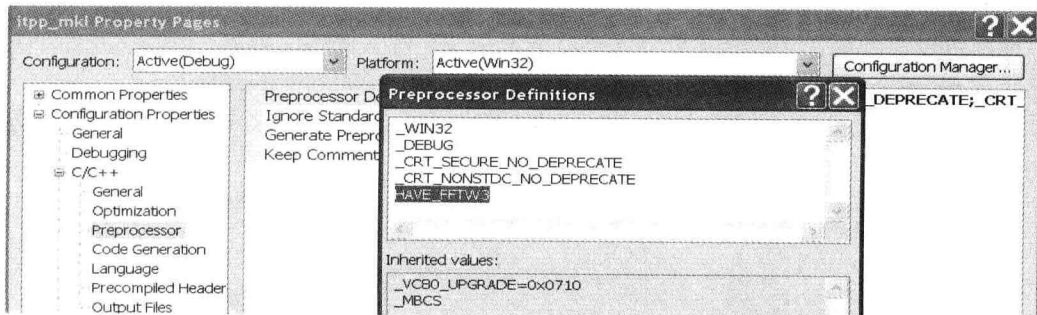 itpp_mkl Property Pages
Configuration: Active(Debug) Platform: Active(Win32) Configuration Manager...
Common Properties
Configuration Properties
General
Debugging
C/C++
General
Optimization
Preprocessor
Code Generation
Language
Precompiled Header
Output Files
Preprocessor De
Ignore Standard
Generate Prepro
Keep Comment
_DEPRECATE;_CRT_
Preprocessor Definitions
_WIN32
_DEBUG
_CRT_SECURE_NO_DEPRECATE
_CRT_NONSTDC_NO_DEPRECATE
HAVE_FFTW3
Inherited values:
_VC80_UPGRADE=0x0710
_MBCS